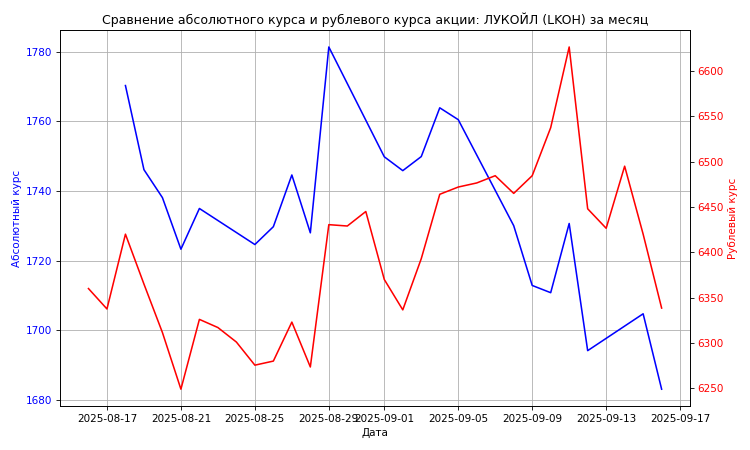 Сравнение абсолютного курса и рублевого курса акции: ЛУКОЙЛ (LKOH) за месяц
Абсолютный курс
1780
1760
1740
1720
1700
1680
6600
6550
6500
6450
6400
6350
6300
6250
Рублевый курс
2025-08-17 2025-08-21 2025-08-25 2025-08-29 2025-09-01 2025-09-05 2025-09-09 2025-09-13 2025-09-17
Дата